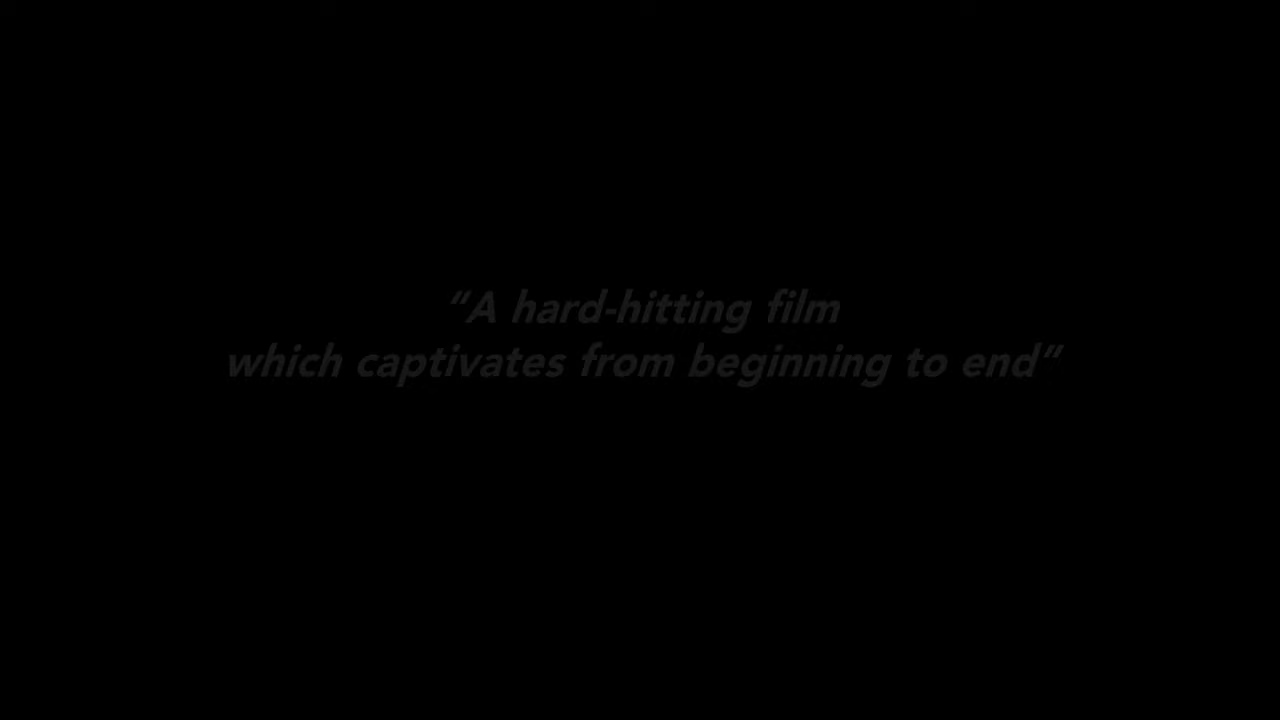 “A hard-hitting film
which captivates from beginning to end”